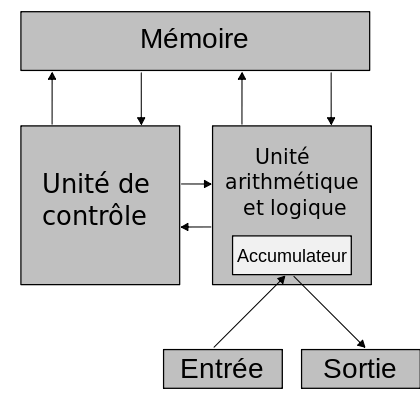 Mémoire
Unité de
contrôle
Unité
arithmétique
et logique
Accumulateur
Entrée
Sortie